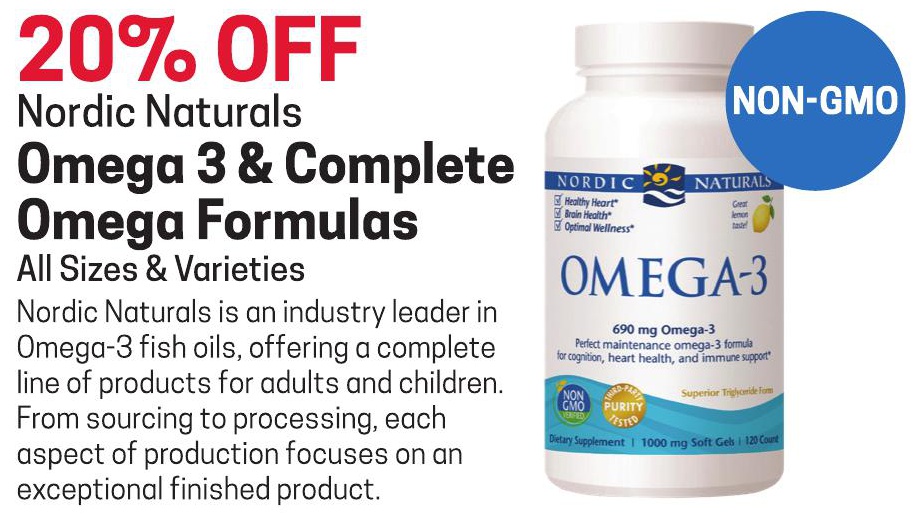 20% OFF
Nordic Naturals
Omega 3 & Complete
Omega Formulas
All Sizes & Varieties
Nordic Naturals is an industry leader in
Omega-3 fish oils, offering a complete
line of products for adults and children.
From sourcing to processing, each
aspect of production focuses on an
exceptional finished product.
NON-GMO
NORDIC NATURALS
Healthy Heart*
Brain Health*
Optimal Wellness*
Great
lemon
taste!
OMEGA-3
690 mg Omega-3
Perfect maintenance omega-3 formula
for cognition, heart health, and immune support*
Superior Triglyceride Form
NON
GMO
VERIFIED
THIRD-PARTY
PURITY
TESTED
Dietary Supplement | 1000 mg Soft Gels | 120 Count